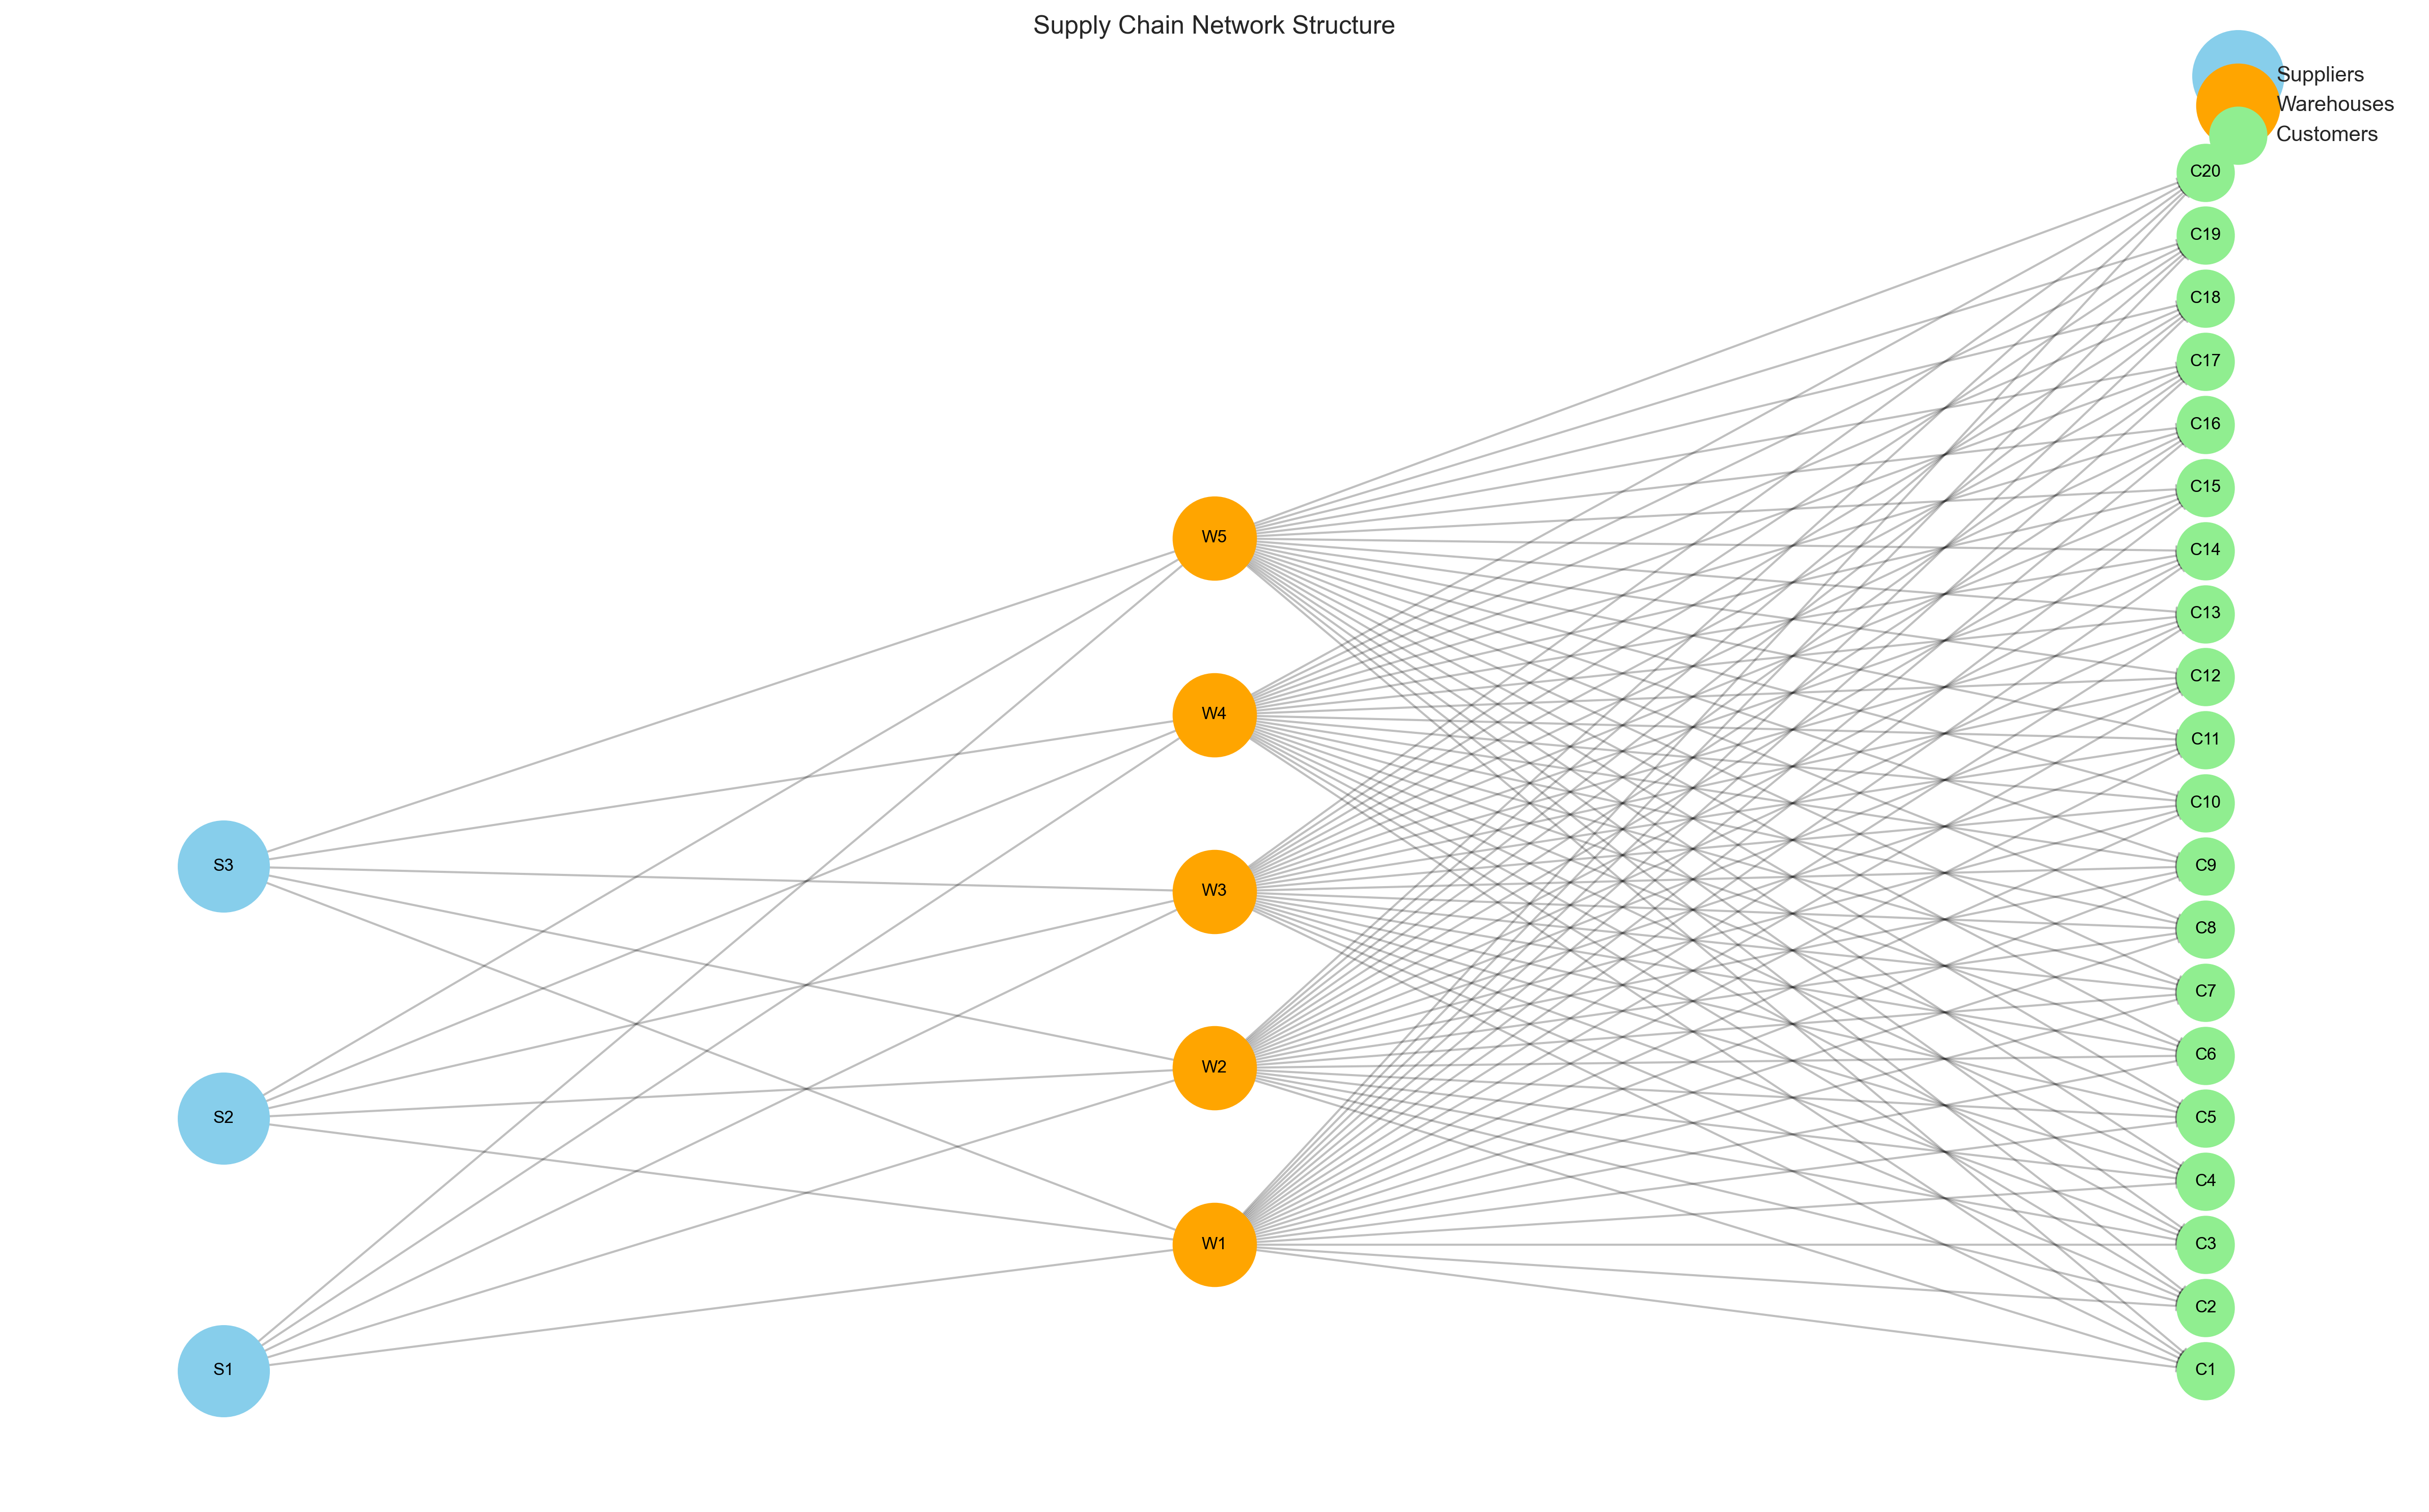 Supply Chain Network Structure
Suppliers
Warehouses
Customers
C20
C19
C18
C17
C16
C15
W5
C14
C13
C12
W4
C11
C10
S3
C9
W3
C8
C7
C6
W2
S2
C5
C4
W1
C3
C2
S1
C1